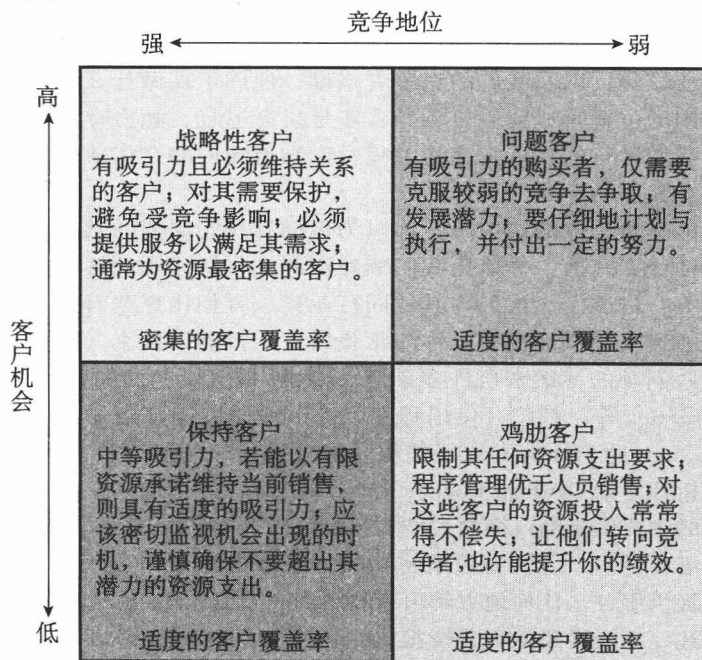 竞争地位
强
弱
高
战略性客户
有吸引力且必须维持关系
的客户；对其需要保护，
避免受竞争影响；必须
提供服务以满足其需求；
通常为资源最密集的客户。
密集的客户覆盖率
问题客户
有吸引力的购买者，仅需要
克服较弱的竞争去争取；有
发展潜力；要仔细地计划与
执行，并付出一定的努力。
适度的客户覆盖率
客户机会
保持客户
中等吸引力，若能以有限
资源承诺维持当前销售，
则具有适度的吸引力；应
该密切监视机会出现的时
机，谨慎确保不要超出其
潜力的资源支出。
适度的客户覆盖率
鸡肋客户
限制其任何资源支出要求；
程序管理优于人员销售；对
这些客户的资源投入常常
得不偿失；让他们转向竞
争者,也许能提升你的绩效。
适度的客户覆盖率
低